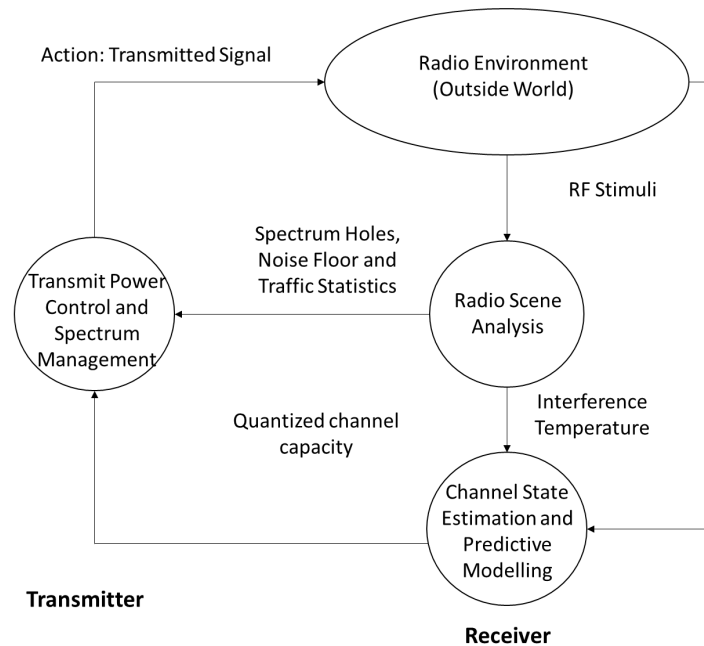 Action: Transmitted Signal
Radio Environment
(Outside World)
RF Stimuli
Spectrum Holes,
Noise Floor and
Traffic Statistics
Transmit Power
Control and
Spectrum
Management
Radio Scene
Analysis
Interference
Temperature
Quantized channel
capacity
Channel State
Estimation and
Predictive
Modelling
Transmitter
Receiver